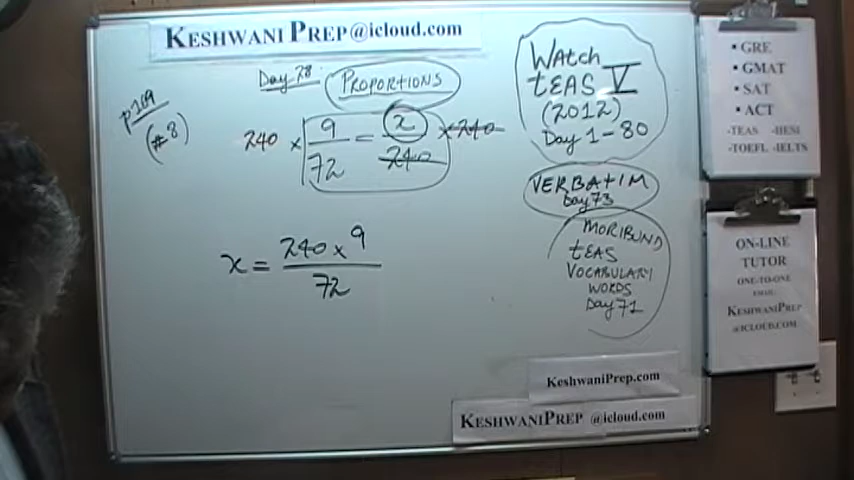 KESHWANI PREP@icloud.com
Day 28: PROPORTIONS
p169
(#8)
240 × 9/72 = x/240 × 240
x = 240 × 9 / 72
WATCH
tEAS V
(2012)
Day 1-80
VERBATIM
Day 73
MORIBUND
tEAS
VOCABULARY
WORDS
Day 71
KESHWANIPREP.COM
KESHWANIPREP @icloud.com
▪ GRE
▪ GMAT
▪ SAT
▪ ACT
-TEAS -HESI
-TOEFL -IELTS
ON-LINE
TUTOR
ONE-TO-ONE
EMAIL:
KESHWANIPREP
@ICLOUD.COM